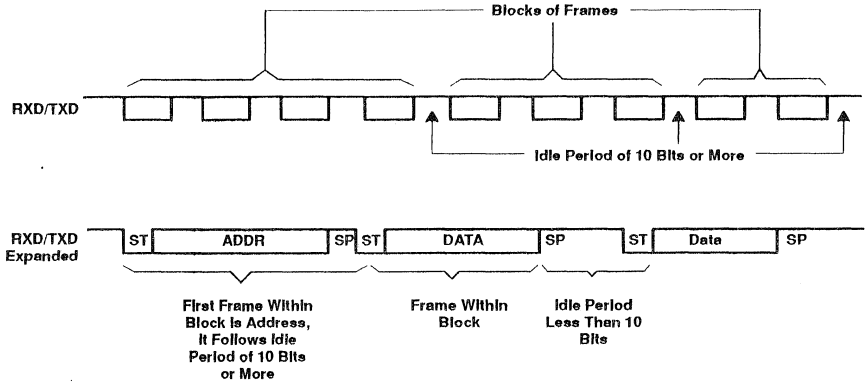 Blocks of Frames
RXD/TXD
Idle Period of 10 Bits or More
RXD/TXD
Expanded
ST
ADDR
SP
ST
DATA
SP
ST
Data
SP
First Frame Within
Block is Address,
It Follows Idle
Period of 10 Bits
or More
Frame Within
Block
Idle Period
Less Than 10
Bits